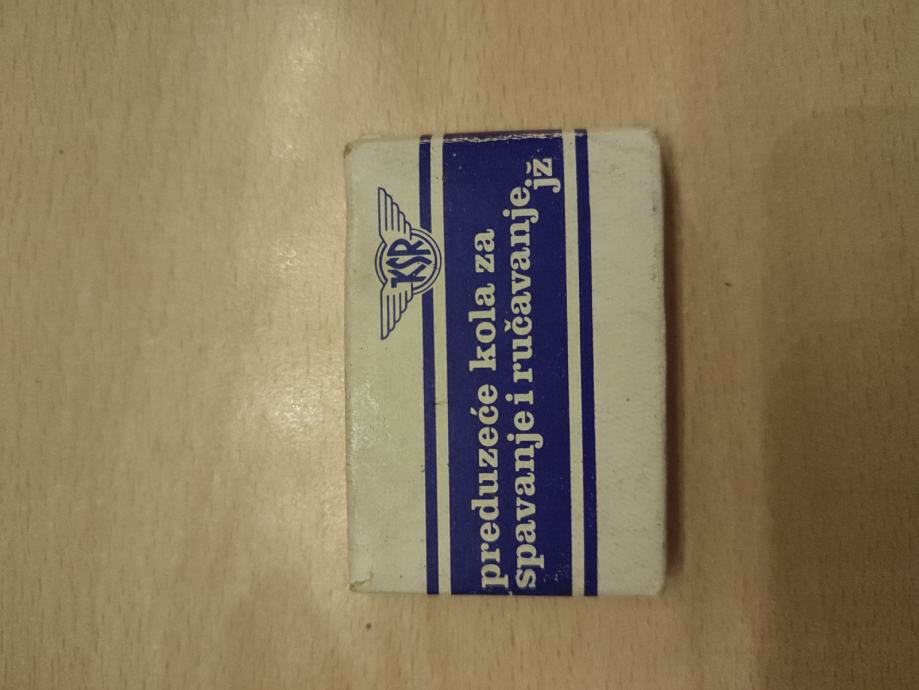 KSR
preduzeće kola za
spavanje i ručavanje
jž